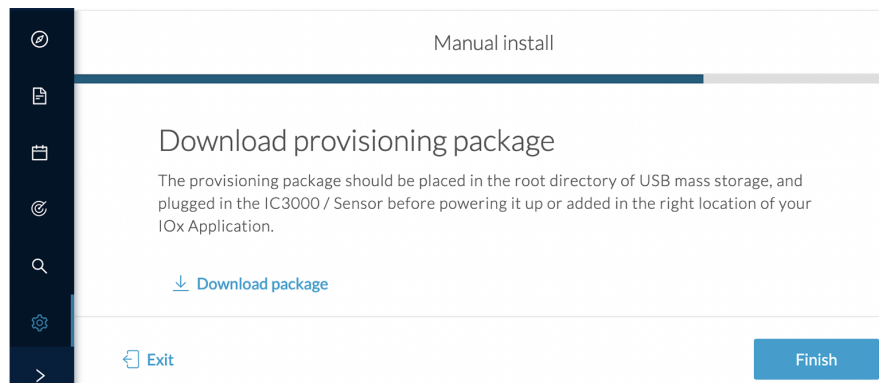 Manual install
Download provisioning package
The provisioning package should be placed in the root directory of USB mass storage, and
plugged in the IC3000 / Sensor before powering it up or added in the right location of your
IOx Application.
Download package
Exit
Finish